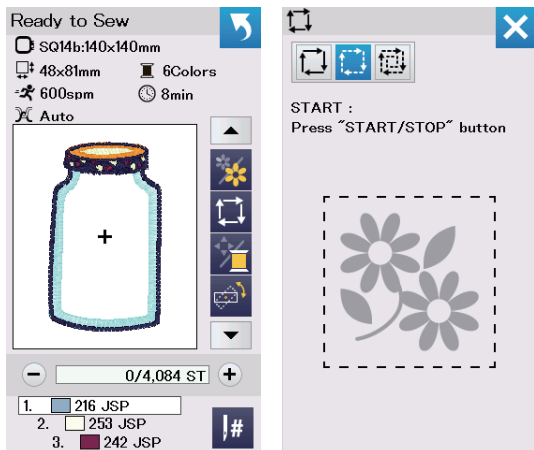 Ready to Sew
SQ14b:140x140mm
48x81mm 6Colors
600spm 8min
Auto
0/4,084 ST
1. 216 JSP
2. 253 JSP
3. 242 JSP
#
START :
Press "START/STOP" button